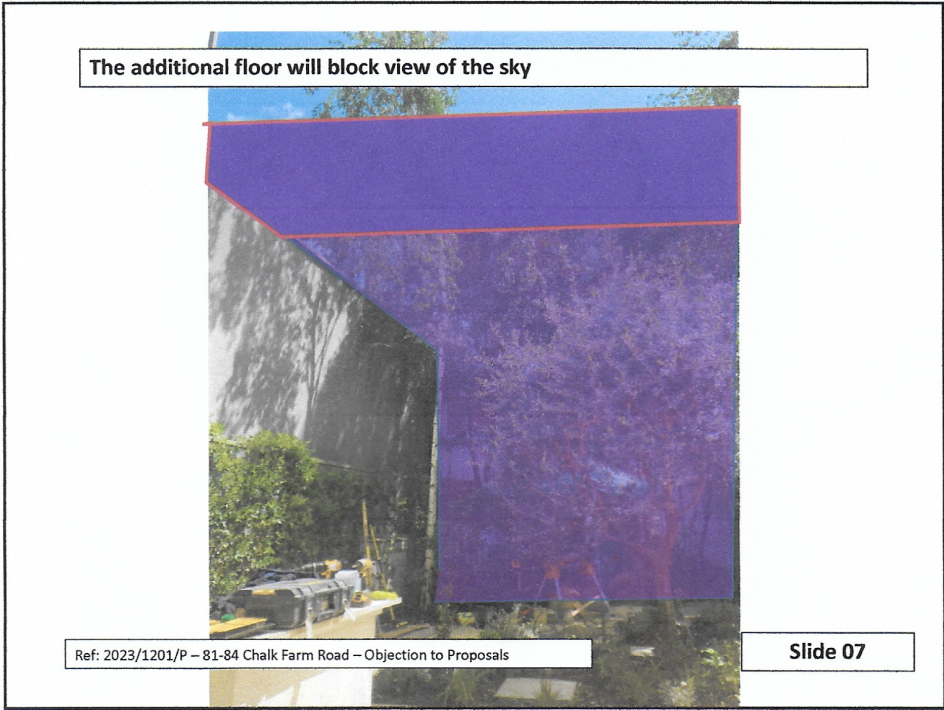 The additional floor will block view of the sky
Ref: 2023/1201/P – 81-84 Chalk Farm Road – Objection to Proposals
Slide 07